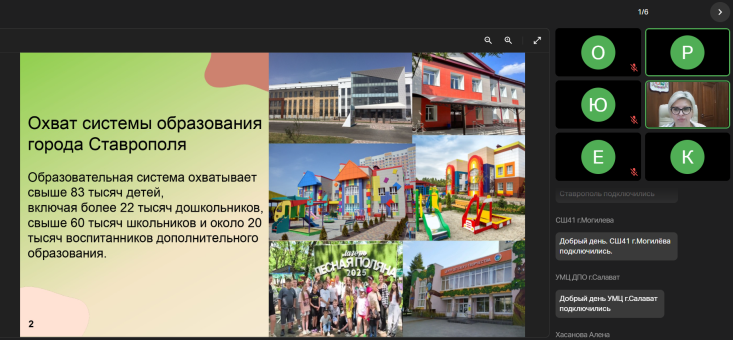 1/6
Охват системы образования
города Ставрополя
Образовательная система охватывает
свыше 83 тысяч детей,
включая более 22 тысяч дошкольников,
свыше 60 тысяч школьников и около 20
тысяч воспитанников дополнительного
образования.
2
Лагерь
ЛЕСНАЯ ПОЛЯНА
2025
О
Р
Ю
Е
К
Ставрополь подключились
СШ41 г.Могилева
Добрый день. СШ41 г.Могилёва
подключились.
УМЦ ДПО г.Салават
Добрый день УМЦ г.Салават
подключились
Хасанова Алена